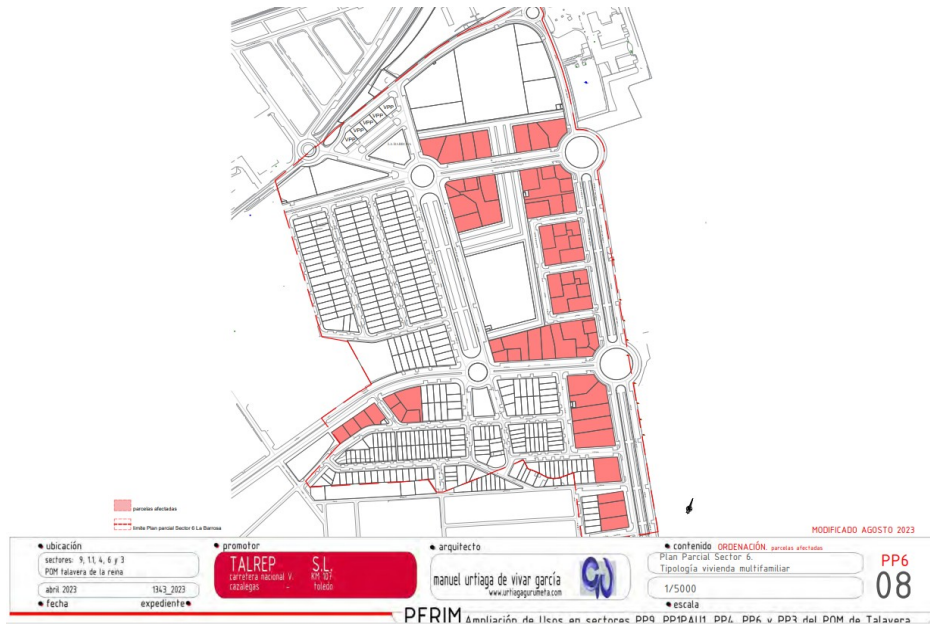 VPP
VPP
VPP
VPP
VPP
parcelas afectadas
límite Plan parcial Sector 6 La Barrosa
MODIFICADO AGOSTO 2023
ubicación
sectores: 9, 1.1, 4, 6 y 3
POM talavera de la reina
abril 2023 1343_2023
fecha expediente
promotor
TALREP S.L.
carretera nacional V. KM 107
cazalegas - toledo
arquitecto
manuel urtiaga de vivar garcía
www.urtiagagurumeta.com
contenido ORDENACIÓN. parcelas afectadas
Plan Parcial Sector 6.
Tipología vivienda multifamiliar
1/5000
escala
PP6
08
PERIM Ampliación de Usos en sectores PP9, PP1PAU1, PP4, PP6 y PP3 del POM de Talavera